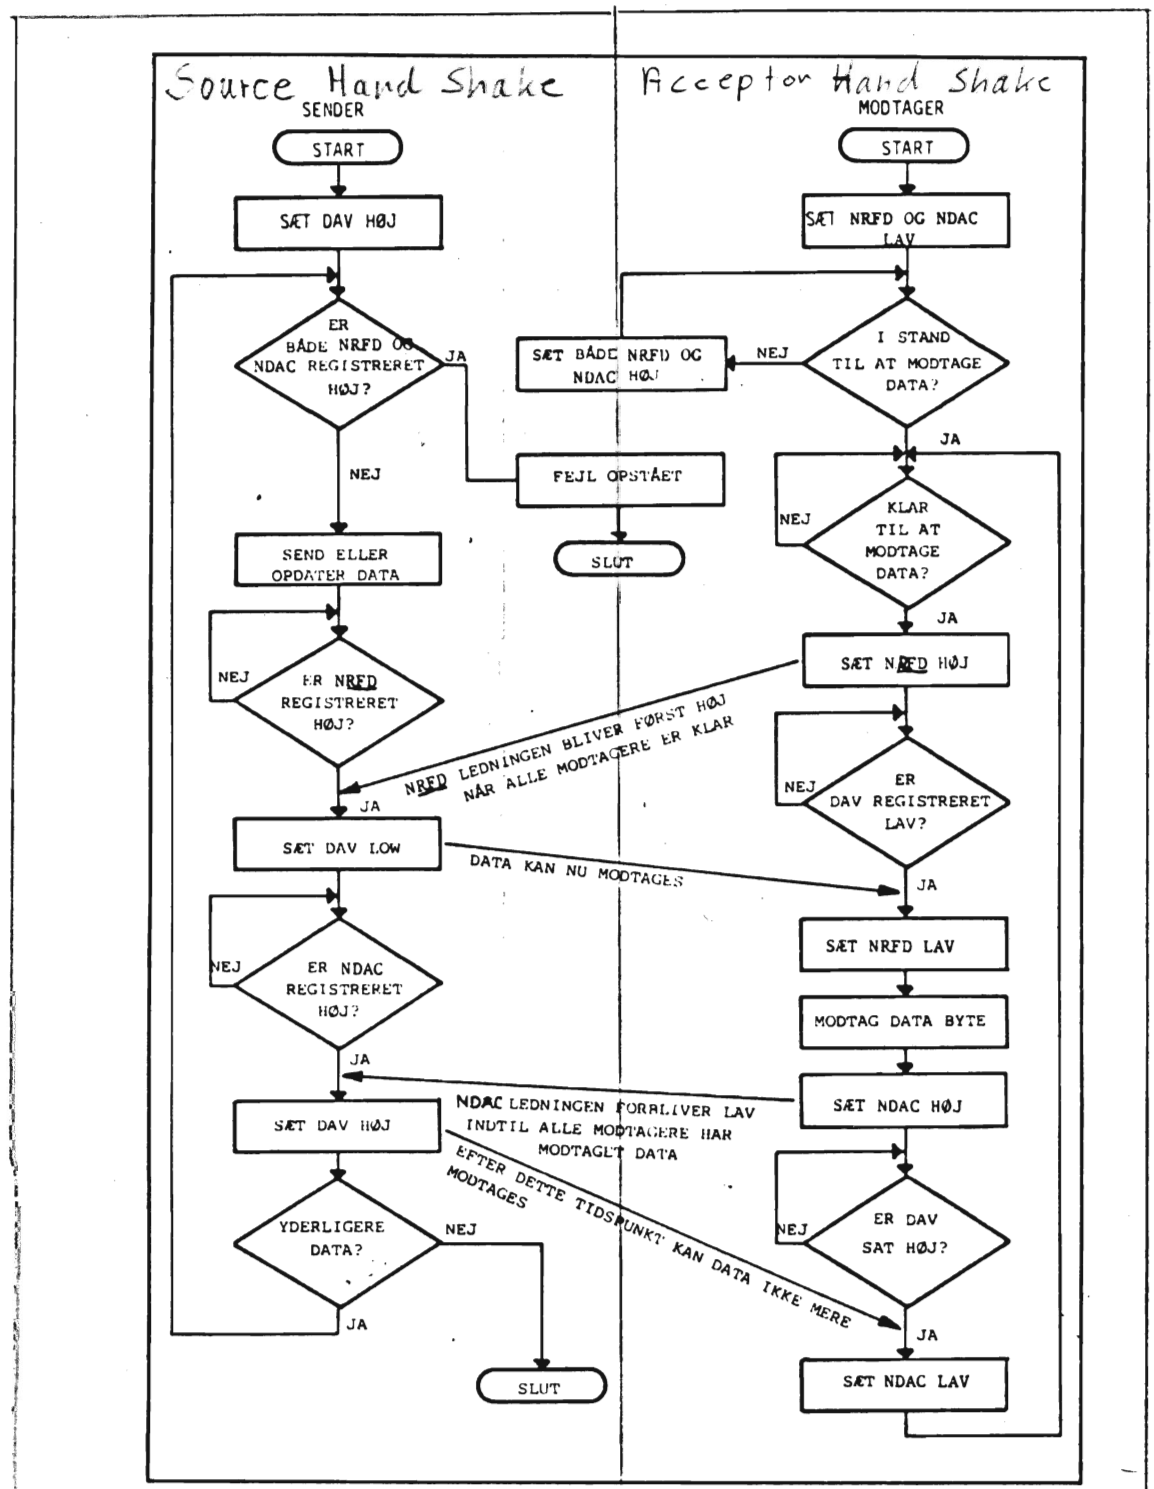 Source Hand Shake
SENDER
START
SÆT DAV HØJ
ER
BÅDE NRFD OG
NDAC REGISTRERET
HØJ?
JA
NEJ
FEJL OPSTÅET
SLUT
SEND ELLER
OPDATER DATA
NEJ
ER NRFD
REGISTRERET
HØJ?
JA
SÆT DAV LOW
NEJ
ER NDAC
REGISTRERET
HØJ?
JA
SÆT DAV HØJ
YDERLIGERE
DATA?
NEJ
JA
SLUT
NRFD LEDNINGEN BLIVER FØRST HØJ
NÅR ALLE MODTAGERE ER KLAR
DATA KAN NU MODTAGES
NDAC LEDNINGEN FORBLIVER LAV
INDTIL ALLE MODTAGERE HAR
MODTAGET DATA
EFTER DETTE TIDSPUNKT KAN DATA IKKE MERE
MODTAGES
Acceptor Hand Shake
MODTAGER
START
SÆT NRFD OG NDAC
LAV
I STAND
TIL AT MODTAGE
DATA?
NEJ
SÆT BÅDE NRFD OG
NDAC HØJ
JA
KLAR
TIL AT
MODTAGE
DATA?
NEJ
JA
SÆT NRFD HØJ
ER
DAV REGISTRERET
LAV?
NEJ
JA
SÆT NRFD LAV
MODTAG DATA BYTE
SÆT NDAC HØJ
ER DAV
SAT HØJ?
NEJ
JA
SÆT NDAC LAV